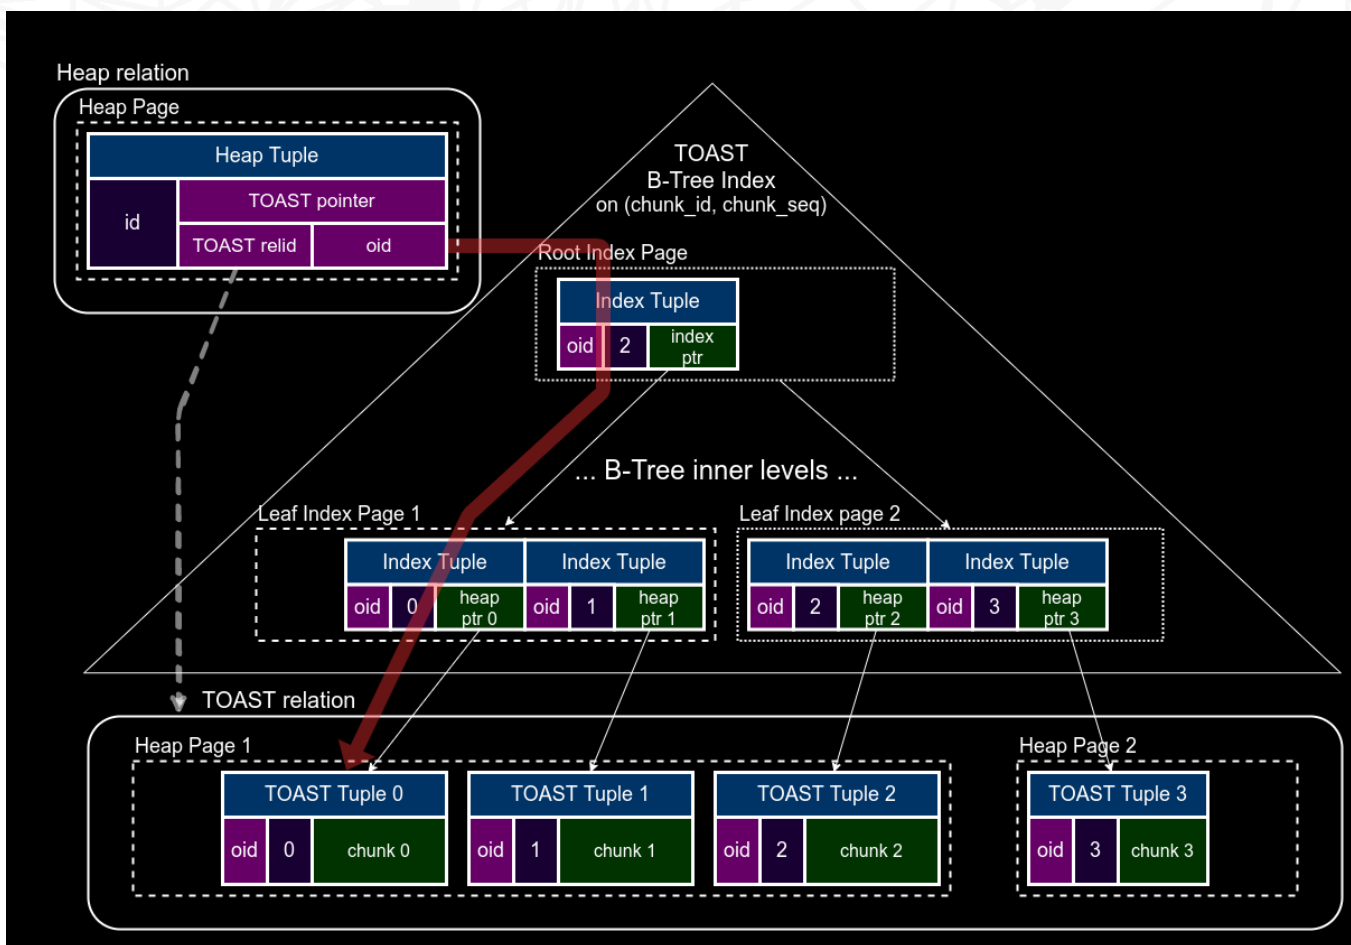 Heap relation
Heap Page
Heap Tuple
id
TOAST pointer
TOAST relid
oid
TOAST
B-Tree Index
on (chunk_id, chunk_seq)
Root Index Page
Index Tuple
oid
2
index
ptr
... B-Tree inner levels ...
Leaf Index Page 1
Index Tuple
Index Tuple
oid
0
heap
ptr 0
oid
1
heap
ptr 1
Leaf Index page 2
Index Tuple
Index Tuple
oid
2
heap
ptr 2
oid
3
heap
ptr 3
TOAST relation
Heap Page 1
TOAST Tuple 0
oid
0
chunk 0
TOAST Tuple 1
oid
1
chunk 1
TOAST Tuple 2
oid
2
chunk 2
Heap Page 2
TOAST Tuple 3
oid
3
chunk 3